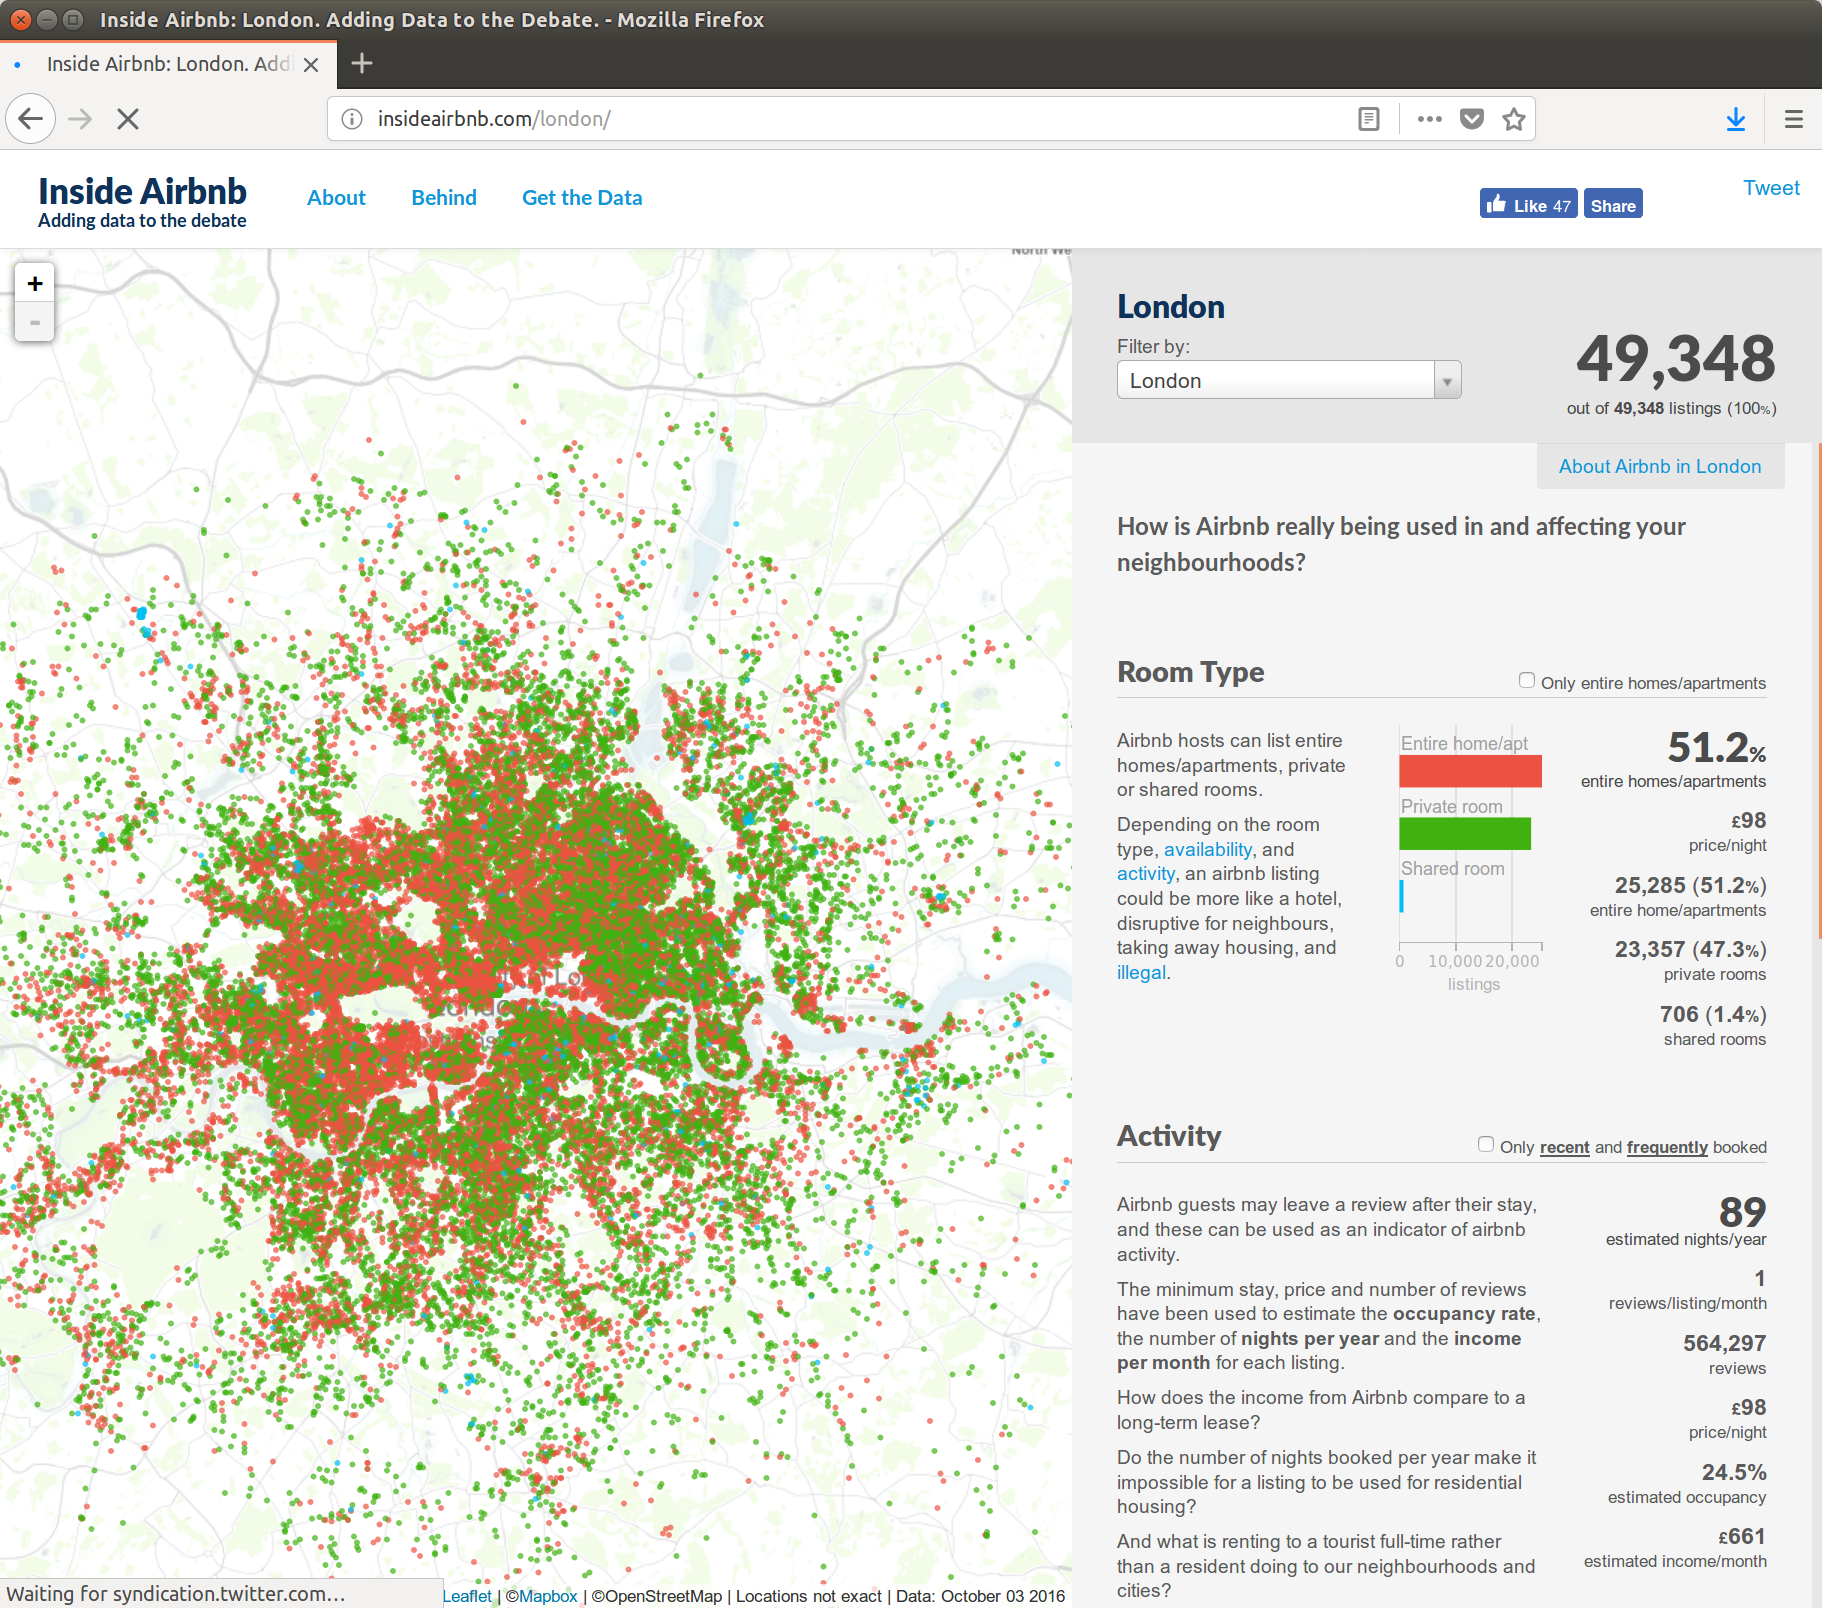 Inside Airbnb: London. Adding Data to the Debate. - Mozilla Firefox
Inside Airbnb: London. Addi
insideairbnb.com/london/
Inside Airbnb
Adding data to the debate
About
Behind
Get the Data
Like 47
Share
Tweet
+
-
London
Filter by:
London
49,348
out of 49,348 listings (100%)
About Airbnb in London
How is Airbnb really being used in and affecting your
neighbourhoods?
Room Type
Only entire homes/apartments
Airbnb hosts can list entire
homes/apartments, private
or shared rooms.
Depending on the room
type, availability, and
activity, an airbnb listing
could be more like a hotel,
disruptive for neighbours,
taking away housing, and
illegal.
Entire home/apt
Private room
Shared room
0 10,000 20,000
listings
51.2%
entire homes/apartments
£98
price/night
25,285 (51.2%)
entire home/apartments
23,357 (47.3%)
private rooms
706 (1.4%)
shared rooms
Activity
Only recent and frequently booked
Airbnb guests may leave a review after their stay,
and these can be used as an indicator of airbnb
activity.
The minimum stay, price and number of reviews
have been used to estimate the occupancy rate,
the number of nights per year and the income
per month for each listing.
How does the income from Airbnb compare to a
long-term lease?
Do the number of nights booked per year make it
impossible for a listing to be used for residential
housing?
And what is renting to a tourist full-time rather
than a resident doing to our neighbourhoods and
cities?
89
estimated nights/year
1
reviews/listing/month
564,297
reviews
£98
price/night
24.5%
estimated occupancy
£661
estimated income/month
Waiting for syndication.twitter.com...
Leaflet | ©Mapbox | ©OpenStreetMap | Locations not exact | Data: October 03 2016